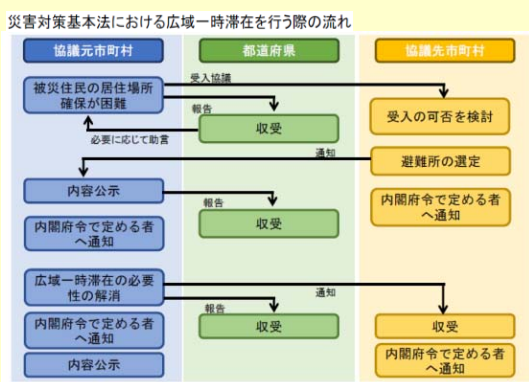 災害対策基本法における広域一時滞在を行う際の流れ
協議元市町村
都道府県
協議先市町村
被災住民の居住場所
確保が困難
受入協議
報告
収受
受入の可否を検討
必要に応じて助言
通知
避難所の選定
内容公示
報告
収受
内閣府令で定める者
へ通知
内閣府令で定める者
へ通知
広域一時滞在の必要
性の解消
通知
報告
収受
収受
内閣府令で定める者
へ通知
内容公示
内閣府令で定める者
へ通知